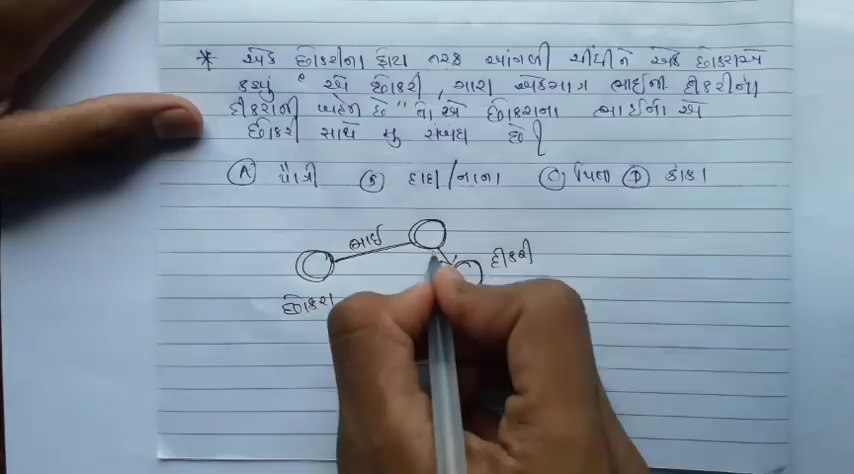 * એક છોકરીના ફોટા તરફ આંગળી ચીંધીને એક છોકરાએ
કહ્યું " એ છોકરી , મારા એકમાત્ર ભાઈની દીકરીના
દીકરાની બહેન છે " તો એ છોકરાના ભાઈનો એ
છોકરી સાથે શું સંબંધ છે
Ⓐ પૌત્રી Ⓑ દાદા/નાના Ⓒ પિતા Ⓓ કાકા
ભાઈ
દીકરી
છોકરા